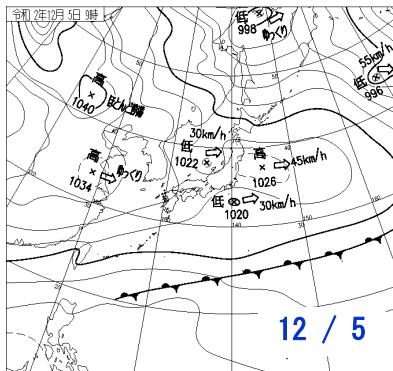 令和 2年12月 5日 9時
低
998
ゆっくり
55km/h
996
低
高
1040
ほとんど停滞
高
1034
ゆっくり
30km/h
低
1022
高
1026
45km/h
低
1020
30km/h
12 / 5